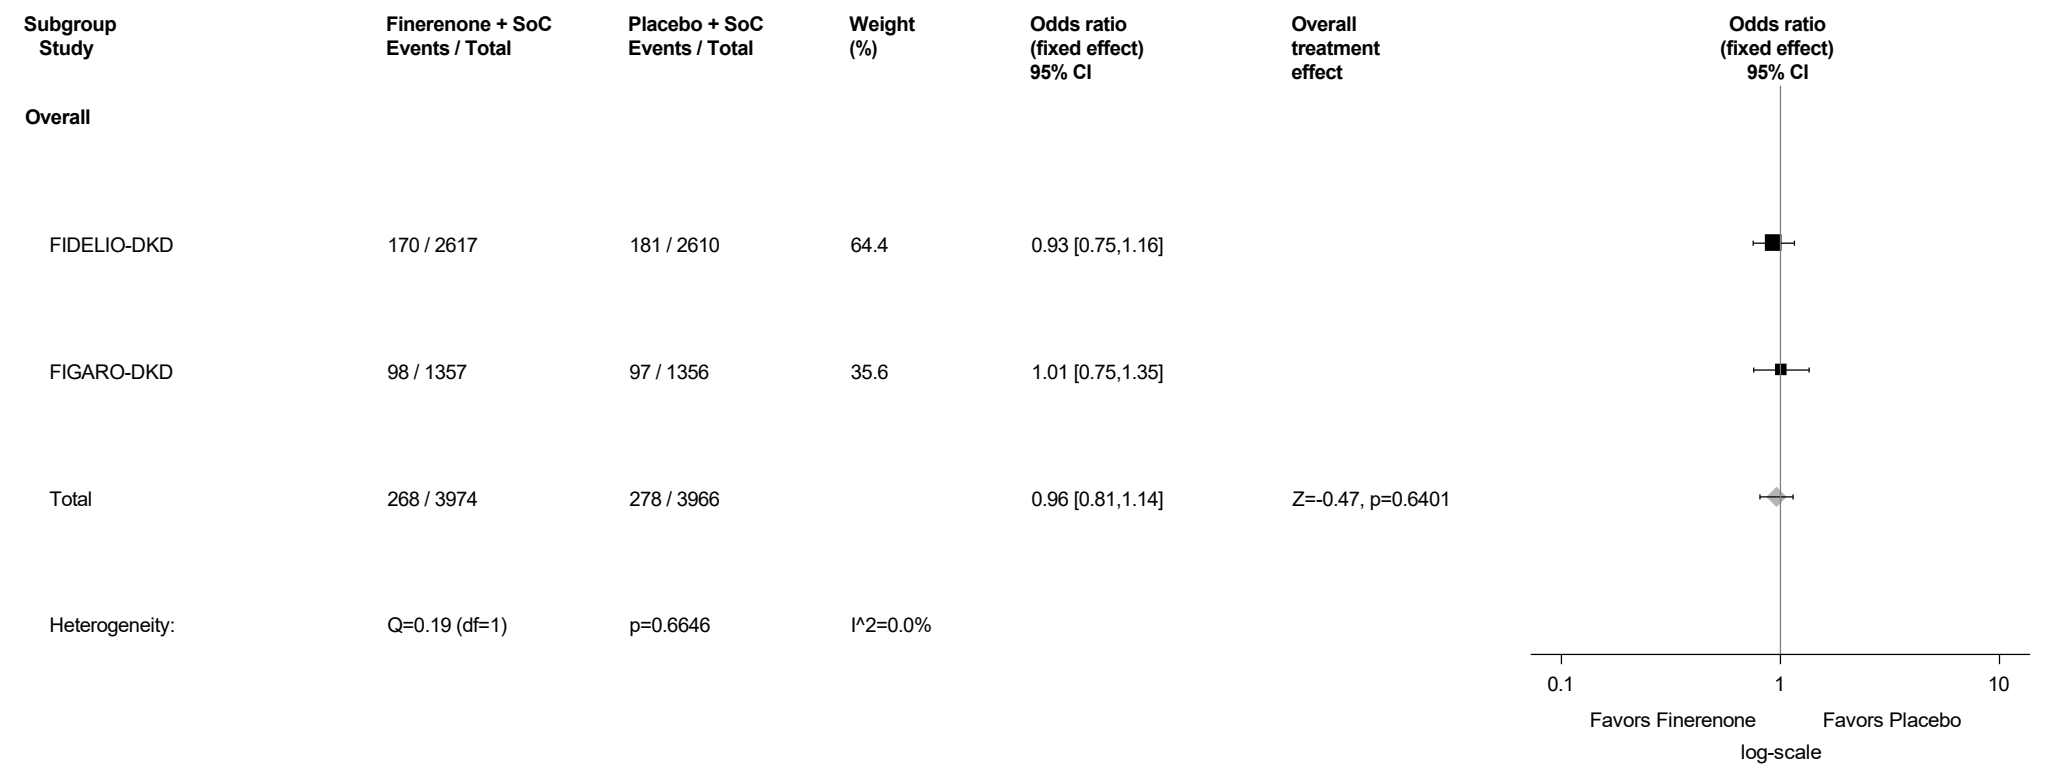 Subgroup Finerenone + SoC Placebo + SoC Weight Odds ratio Overall Odds ratio
Study Events / Total Events / Total (%) (fixed effect) treatment (fixed effect)
95% CI effect 95% CI
Overall
FIDELIO-DKD 170 / 2617 181 / 2610 64.4 0.93 [0.75,1.16]
FIGARO-DKD 98 / 1357 97 / 1356 35.6 1.01 [0.75,1.35]
Total 268 / 3974 278 / 3966 0.96 [0.81,1.14] Z=-0.47, p=0.6401
Heterogeneity: Q=0.19 (df=1) p=0.6646 I^2=0.0%
0.1 1 10
Favors Finerenone Favors Placebo
log-scale